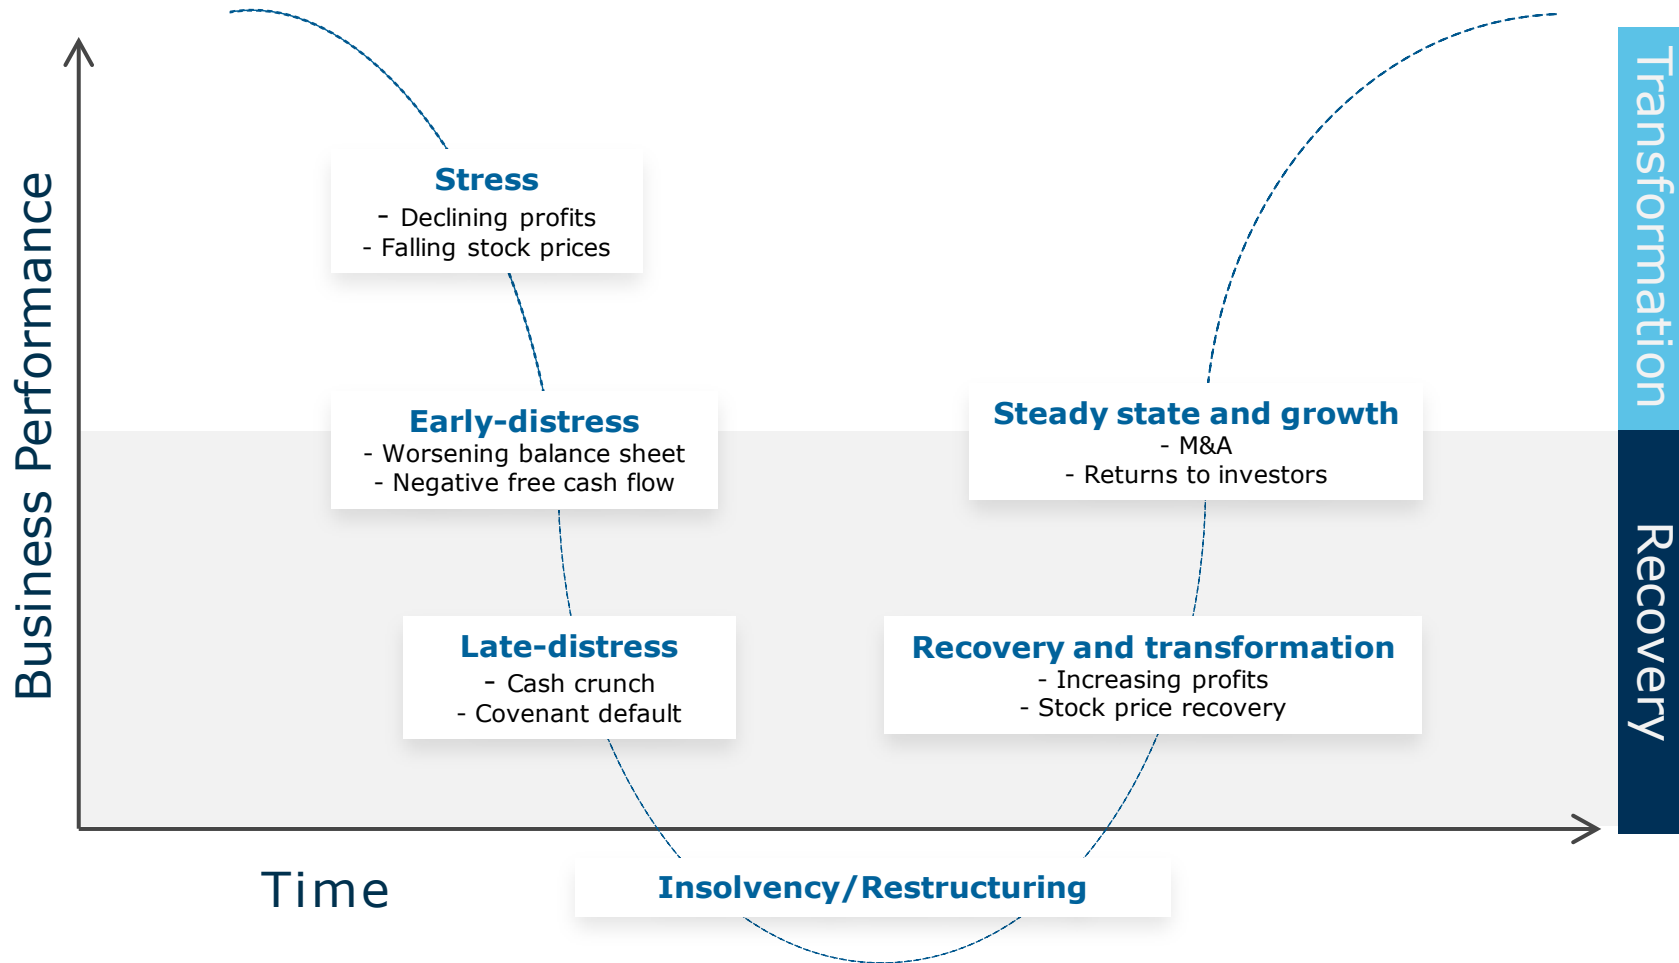 Business Performance
Stress
- Declining profits
- Falling stock prices
Early-distress
- Worsening balance sheet
- Negative free cash flow
Late-distress
- Cash crunch
- Covenant default
Insolvency/Restructuring
Recovery and transformation
- Increasing profits
- Stock price recovery
Steady state and growth
- M&A
- Returns to investors
Time
Transformation
Recovery